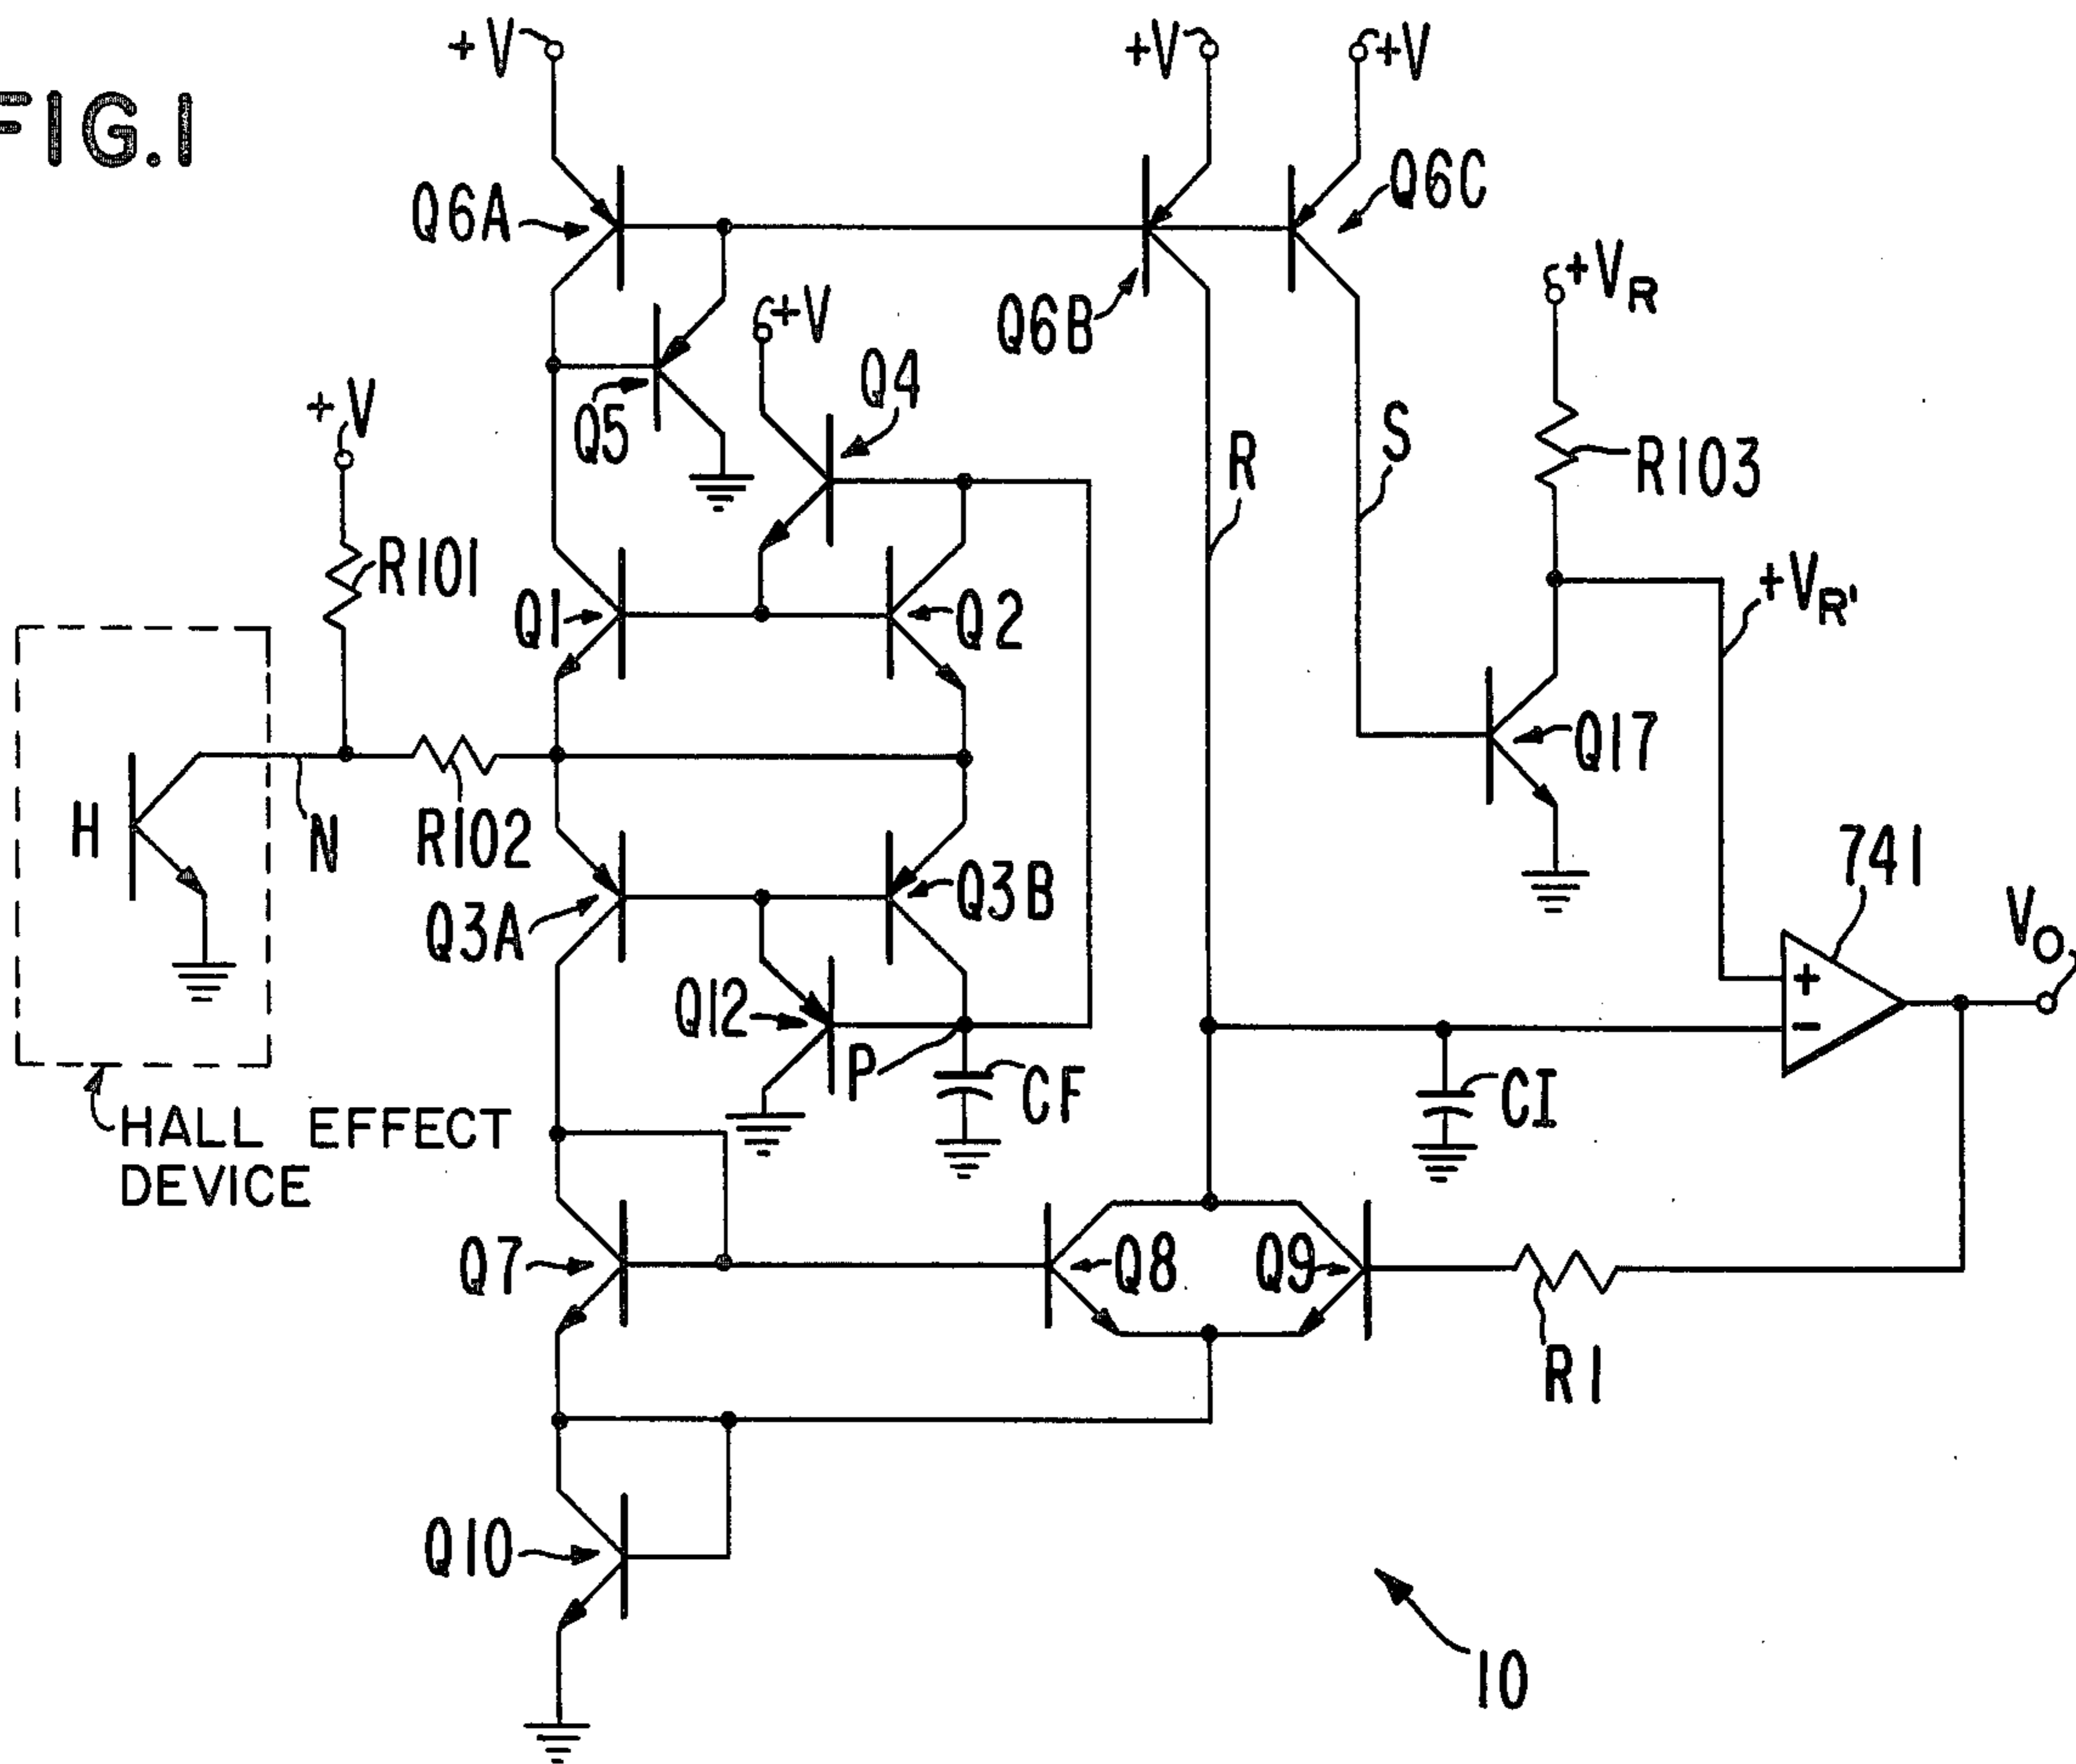 FIG.1
+V
+V
+V
Q6A
Q6B
Q6C
+VR
+V
Q5
Q4
+V
R
S
R103
R101
Q1
Q2
+VR'
Q17
H
N
R102
Q3A
Q3B
741
VO
+
-
Q12
P
CF
CI
HALL EFFECT
DEVICE
Q7
Q8
Q9
R1
Q10
10